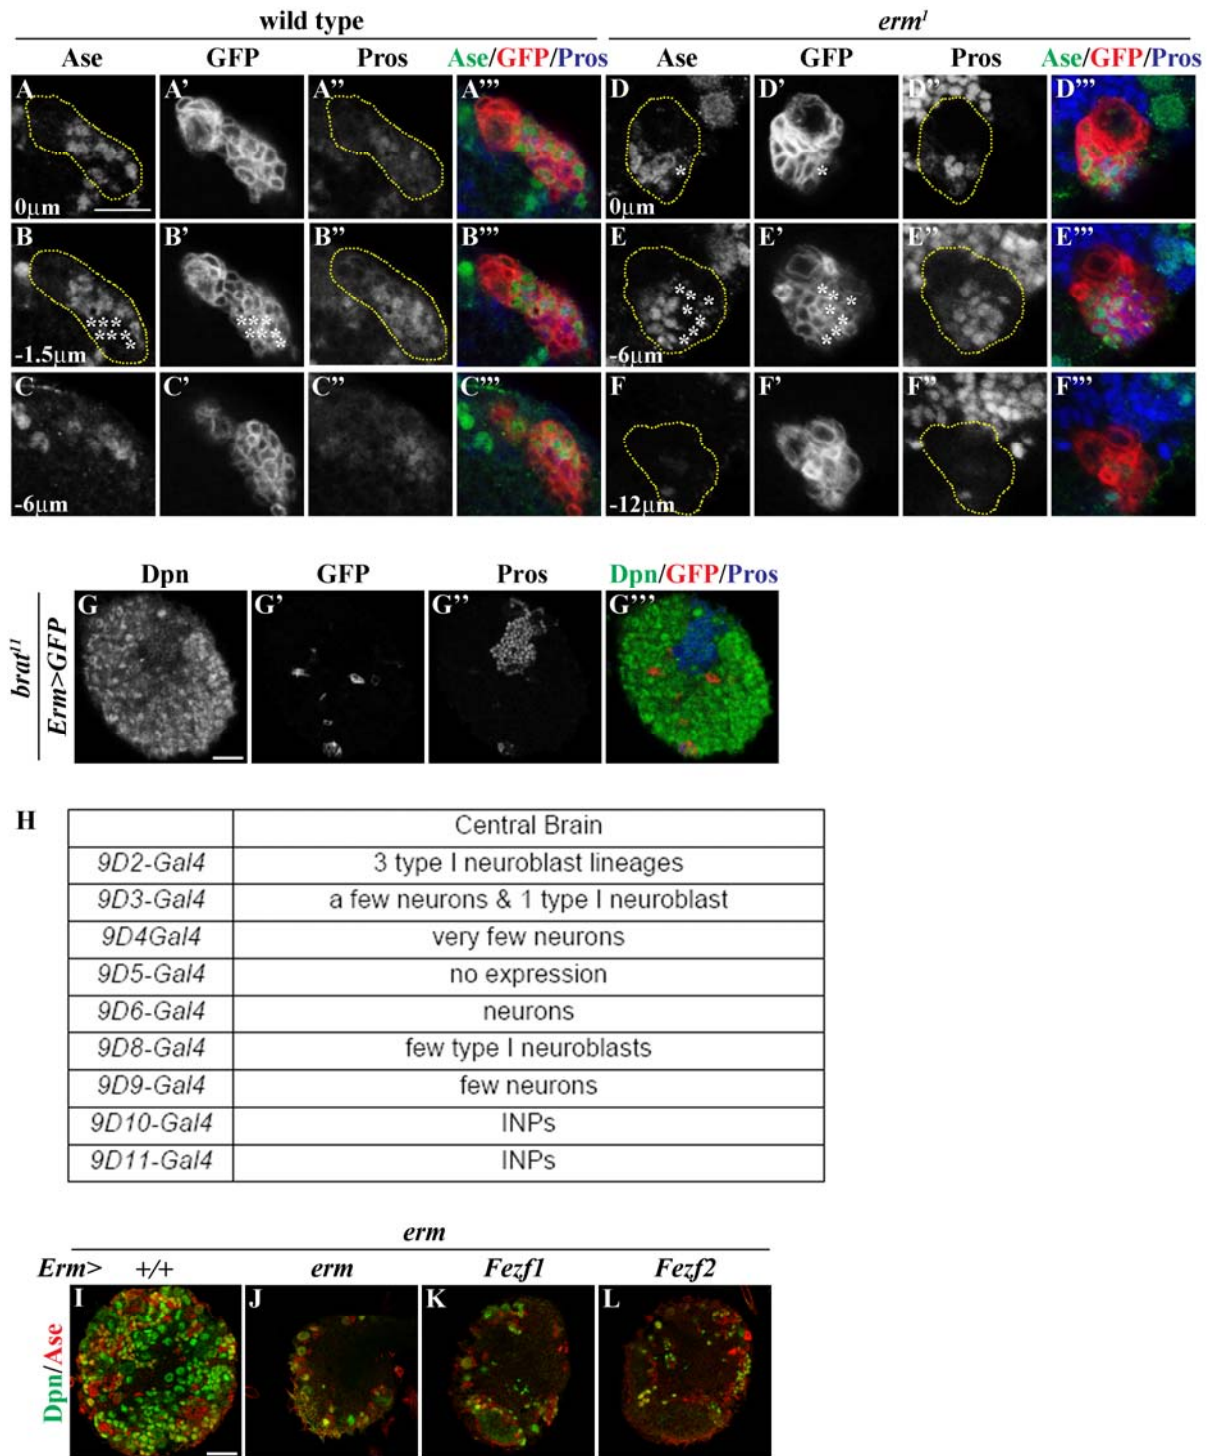 wild type erm¹
Ase GFP Pros Ase/GFP/Pros Ase GFP Pros Ase/GFP/Pros
A A’ A’’ A’’’ D D’ D’’ D’’’
0µm 0µm
B B’ B’’ B’’’ E E’ E’’ E’’’
-1.5µm -6µm
C C’ C’’ C’’’ F F’ F’’ F’’’
-6µm -12µm
Dpn GFP Pros Dpn/GFP/Pros
brat¹¹
Erm>GFP
G G’ G’’ G’’’
H
Central Brain
9D2-Gal4 3 type I neuroblast lineages
9D3-Gal4 a few neurons & 1 type I neuroblast
9D4Gal4 very few neurons
9D5-Gal4 no expression
9D6-Gal4 neurons
9D8-Gal4 few type I neuroblasts
9D9-Gal4 few neurons
9D10-Gal4 INPs
9D11-Gal4 INPs
erm
Erm> +/+ erm Fezf1 Fezf2
Dpn/Ase
I J K L